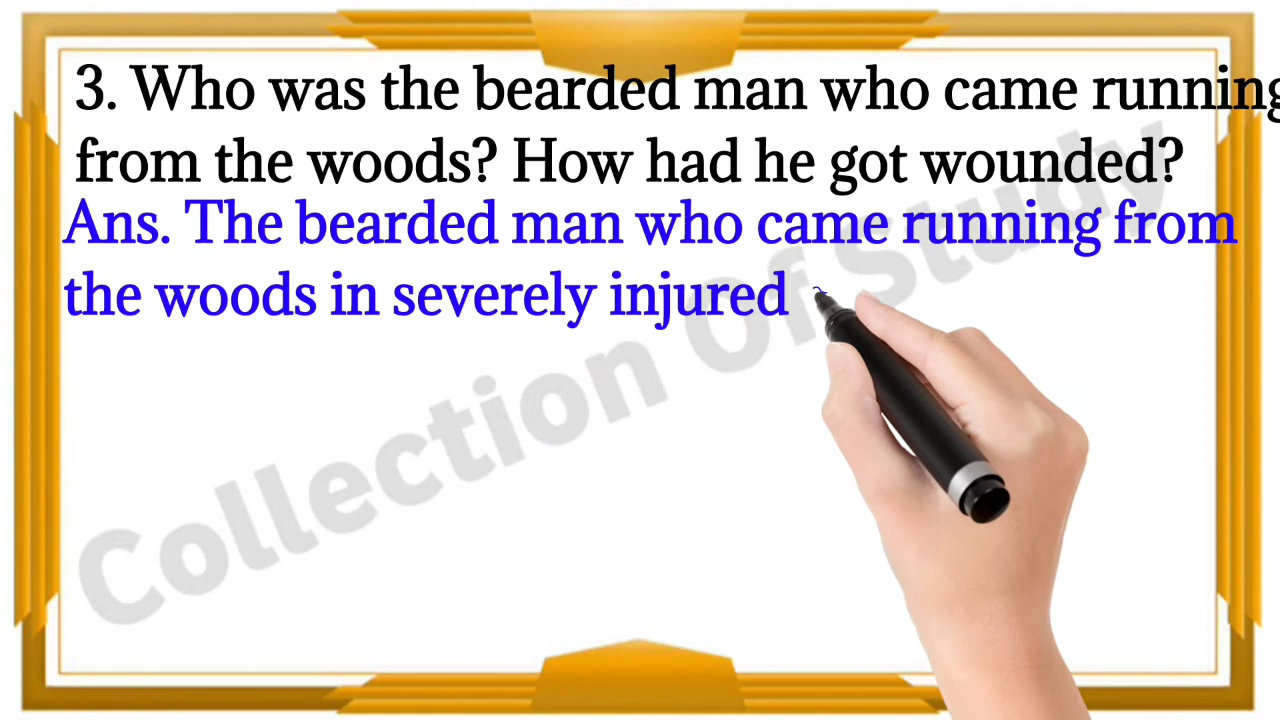 3. Who was the bearded man who came running
from the woods? How had he got wounded?
Ans. The bearded man who came running from
the woods in severely injured
Collection Of Study